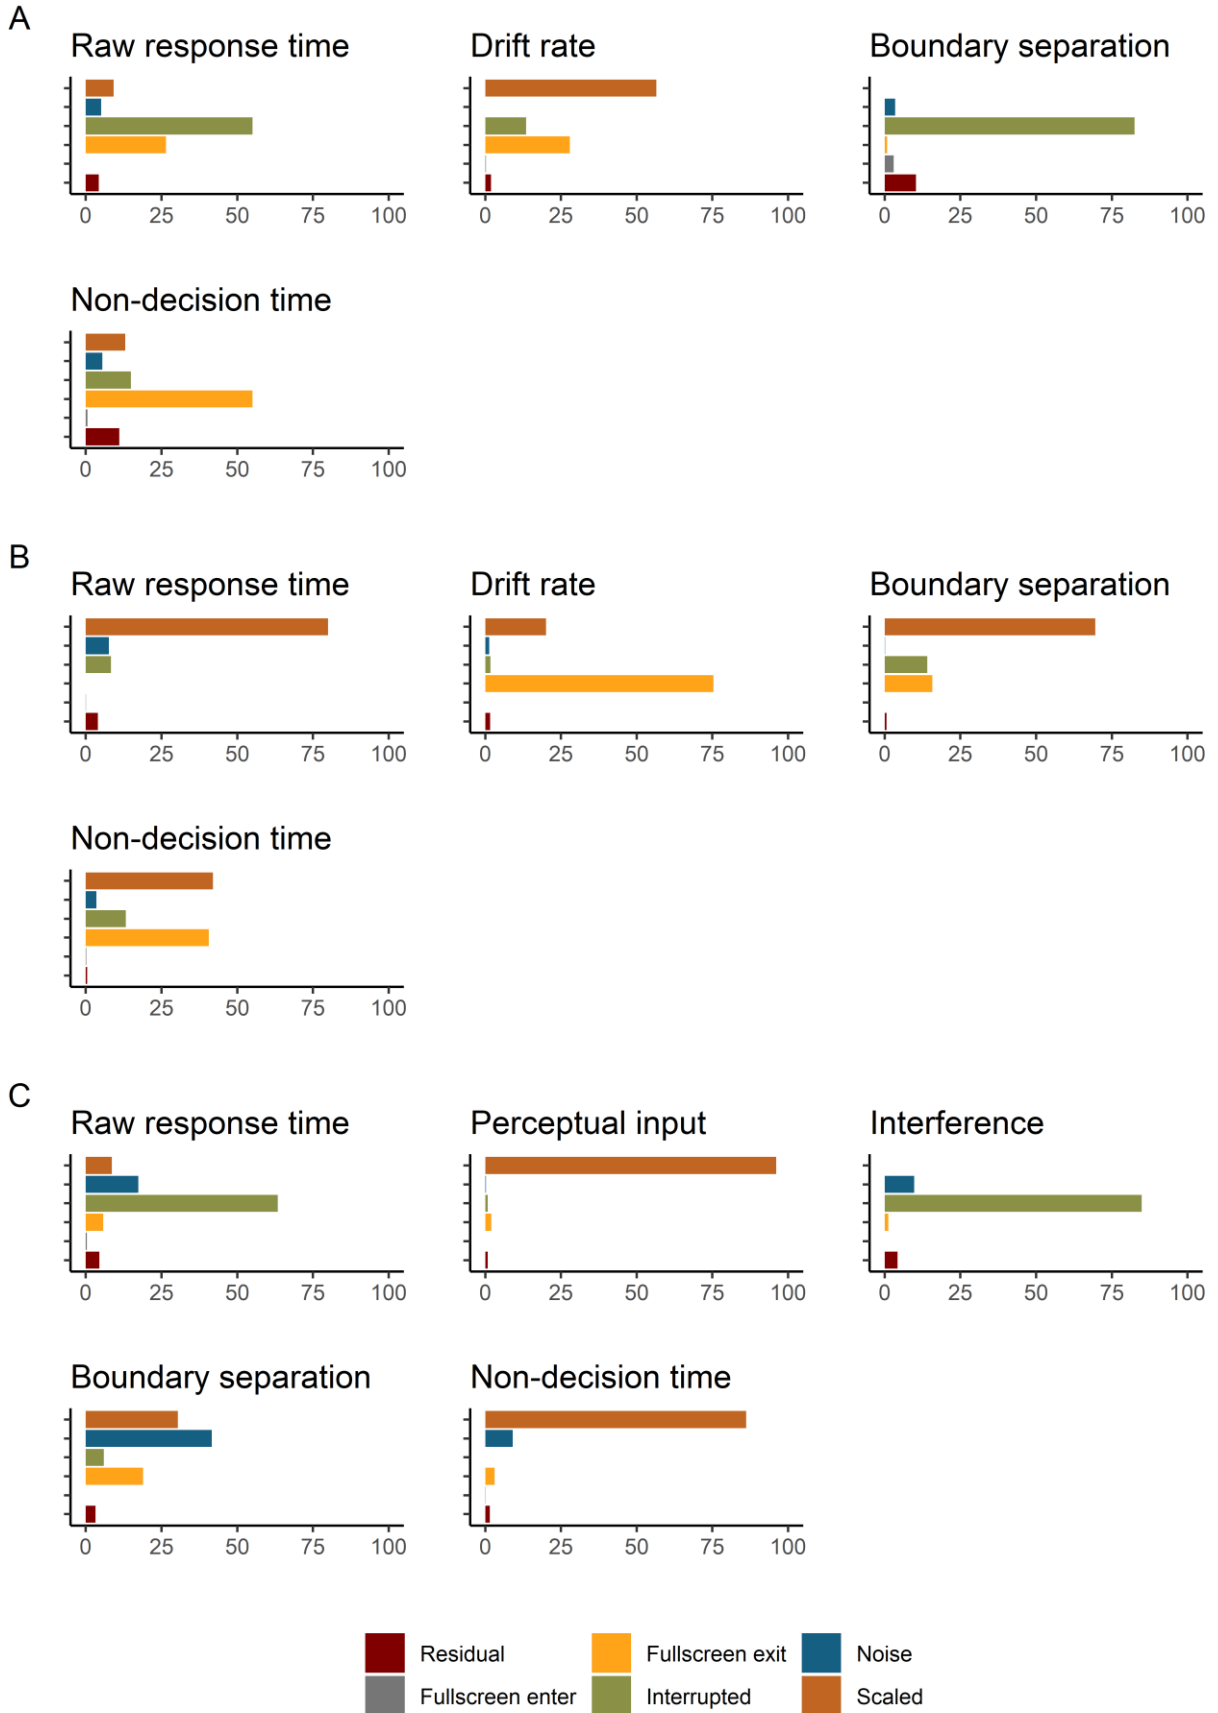 A
Raw response time
Drift rate
Boundary separation
0 25 50 75 100
0 25 50 75 100
0 25 50 75 100
Non-decision time
0 25 50 75 100
B
Raw response time
Drift rate
Boundary separation
0 25 50 75 100
0 25 50 75 100
0 25 50 75 100
Non-decision time
0 25 50 75 100
C
Raw response time
Perceptual input
Interference
0 25 50 75 100
0 25 50 75 100
0 25 50 75 100
Boundary separation
Non-decision time
0 25 50 75 100
0 25 50 75 100
Residual
Fullscreen exit
Noise
Fullscreen enter
Interrupted
Scaled